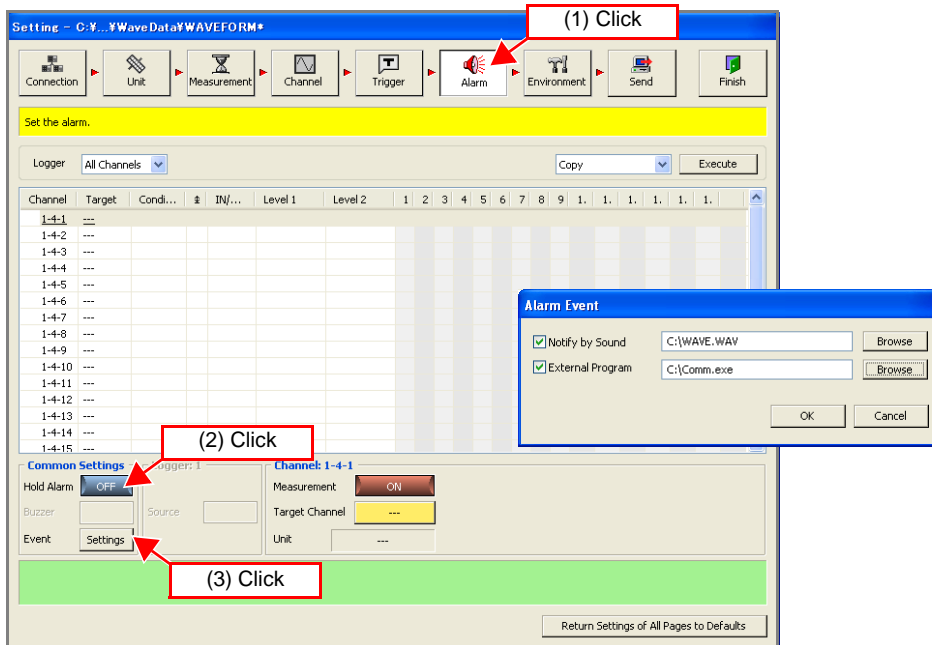 (1) Click
Setting - C:¥...¥WaveData¥WAVEFORM*
Connection
Unit
Measurement
Channel
Trigger
Alarm
Environment
Send
Finish
Set the alarm.
Logger All Channels Copy Execute
Channel Target Condi... ± IN/... Level 1 Level 2 1 2 3 4 5 6 7 8 9 1. 1. 1. 1. 1. 1.
1-4-1 ---
1-4-2 ---
1-4-3 ---
1-4-4 ---
1-4-5 ---
1-4-6 ---
1-4-7 ---
1-4-8 ---
1-4-9 ---
1-4-10 ---
1-4-11 ---
1-4-12 ---
1-4-13 ---
1-4-14 ---
1-4-15 ---
Alarm Event
Notify by Sound C:\WAVE.WAV Browse
External Program C:\Comm.exe Browse
OK Cancel
(2) Click
Common Settings Logger: 1 Channel: 1-4-1
Hold Alarm OFF Measurement ON
Buzzer Source Target Channel ---
Event Settings Unit ---
(3) Click
Return Settings of All Pages to Defaults